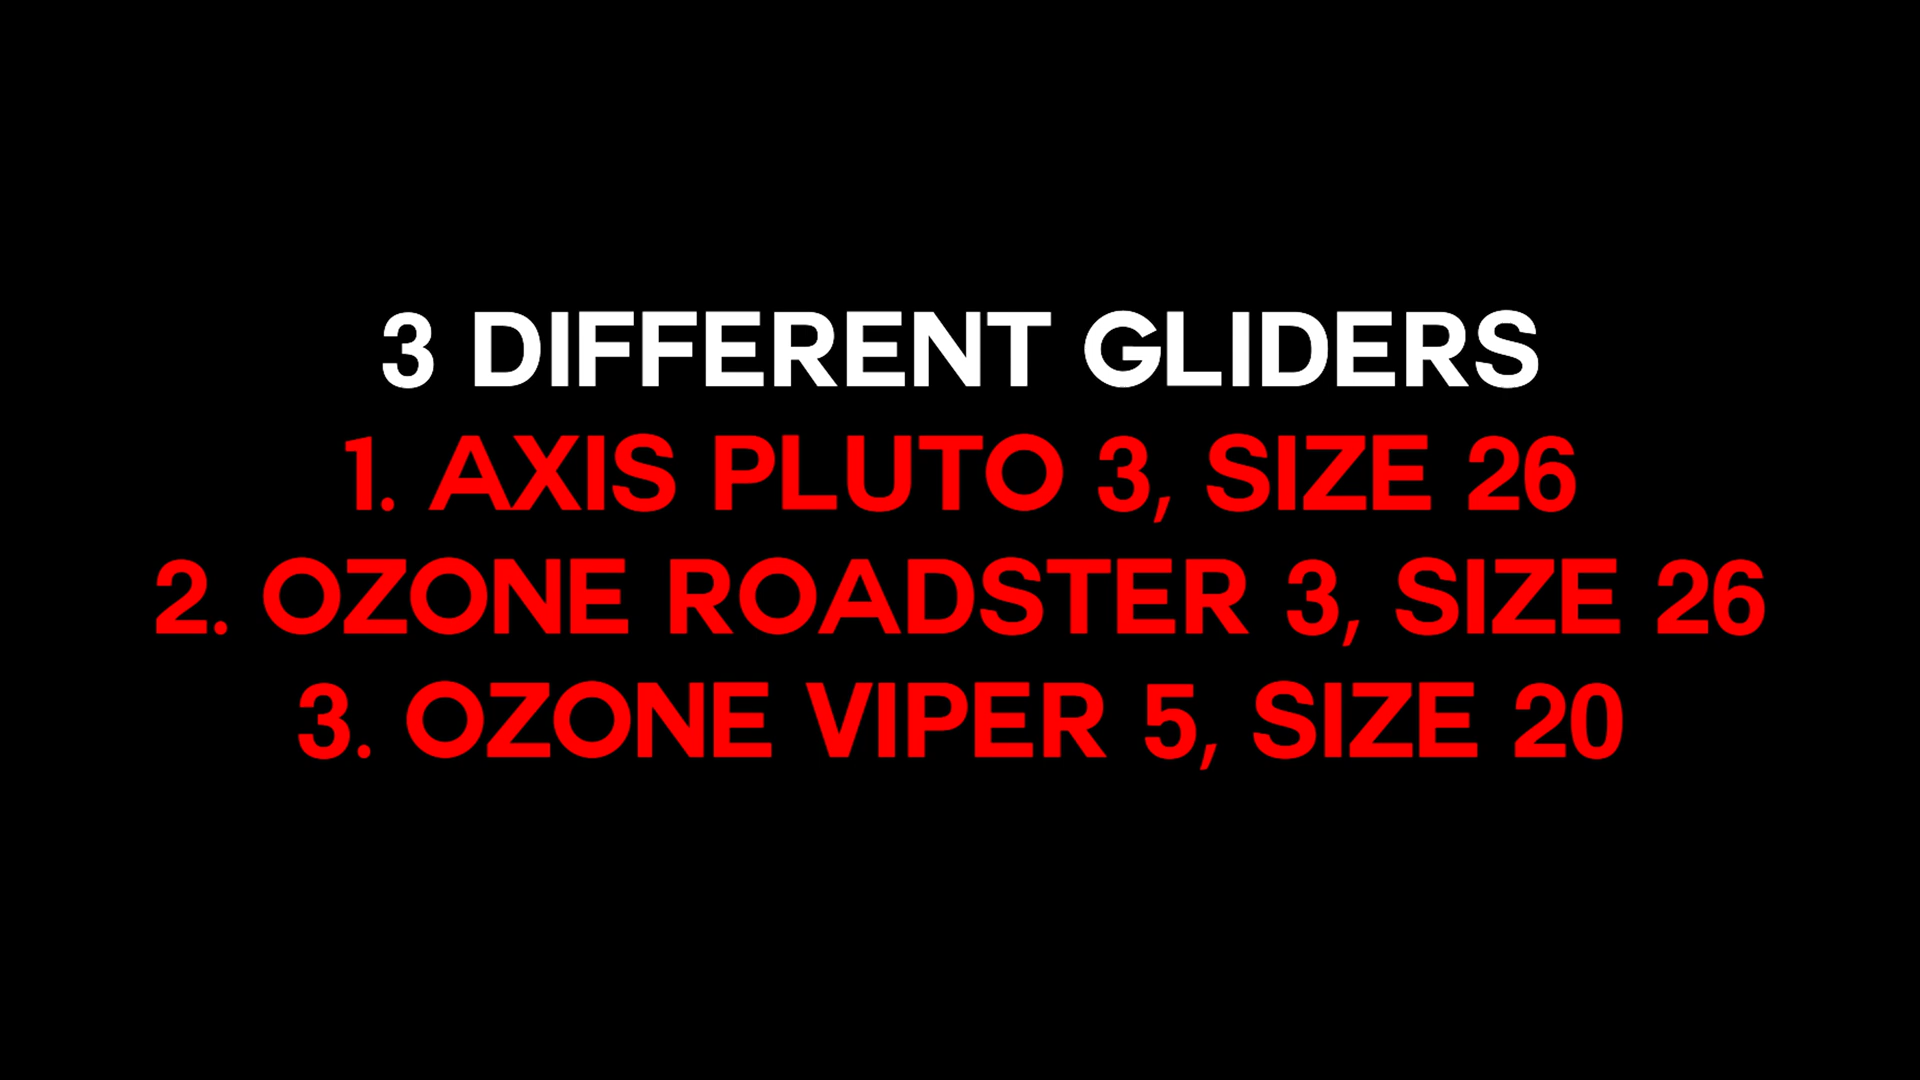 3 DIFFERENT GLIDERS
1. AXIS PLUTO 3, SIZE 26
2. OZONE ROADSTER 3, SIZE 26
3. OZONE VIPER 5, SIZE 20